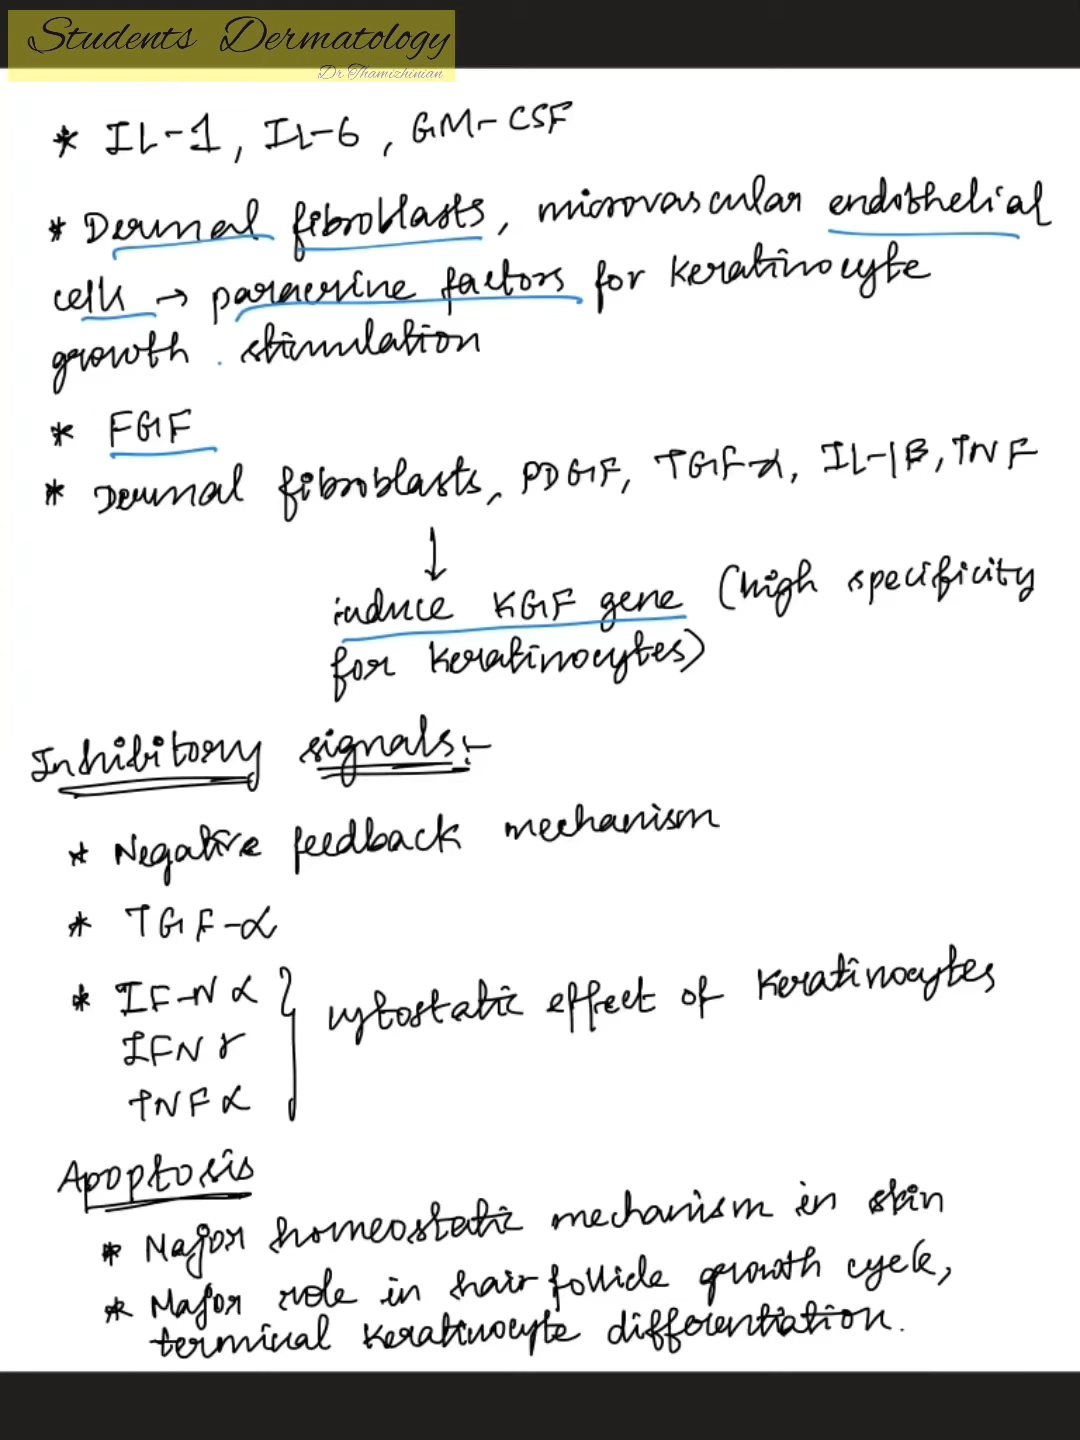 Students Dermatology
Dr Thamizhinian
* IL-1, IL-6, GM-CSF
* Dermal fibroblasts, microvascular endothelial
cells → paracrine factors for keratinocyte
growth stimulation
* FGF
* Dermal fibroblasts, PDGF, TGF-α, IL-1β, TNF
↓
induce KGF gene (high specificity
for keratinocytes)
Inhibitory signals:-
* Negative feedback mechanism
* TGF-α
* IF-N α } cytostatic effect of keratinocytes
IFN γ
TNF α
Apoptosis
* Major homeostatic mechanism in skin
* Major role in hair follicle growth cycle,
terminal keratinocyte differentiation.